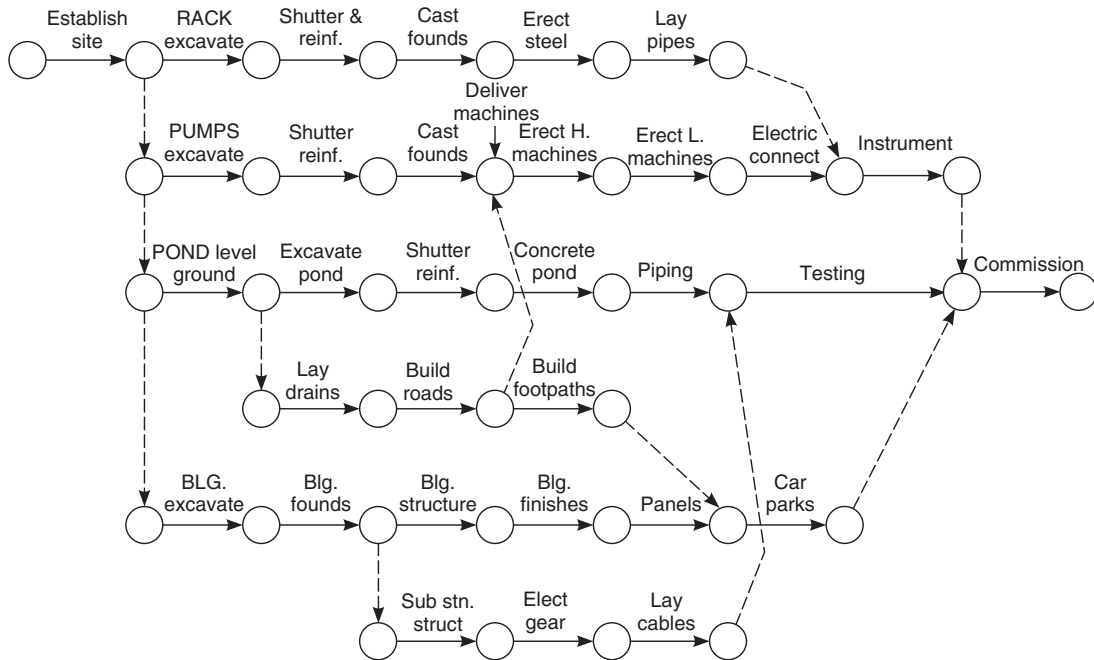 Establish
site
RACK
excavate
Shutter &
reinf.
Cast
founds
Erect
steel
Lay
pipes
Deliver
machines
PUMPS
excavate
Shutter
reinf.
Cast
founds
Erect H.
machines
Erect L.
machines
Electric
connect
Instrument
POND level
ground
Excavate
pond
Shutter
reinf.
Concrete
pond
Piping
Testing
Commission
Lay
drains
Build
roads
Build
footpaths
BLG.
excavate
Blg.
founds
Blg.
structure
Blg.
finishes
Panels
Car
parks
Sub stn.
struct
Elect
gear
Lay
cables